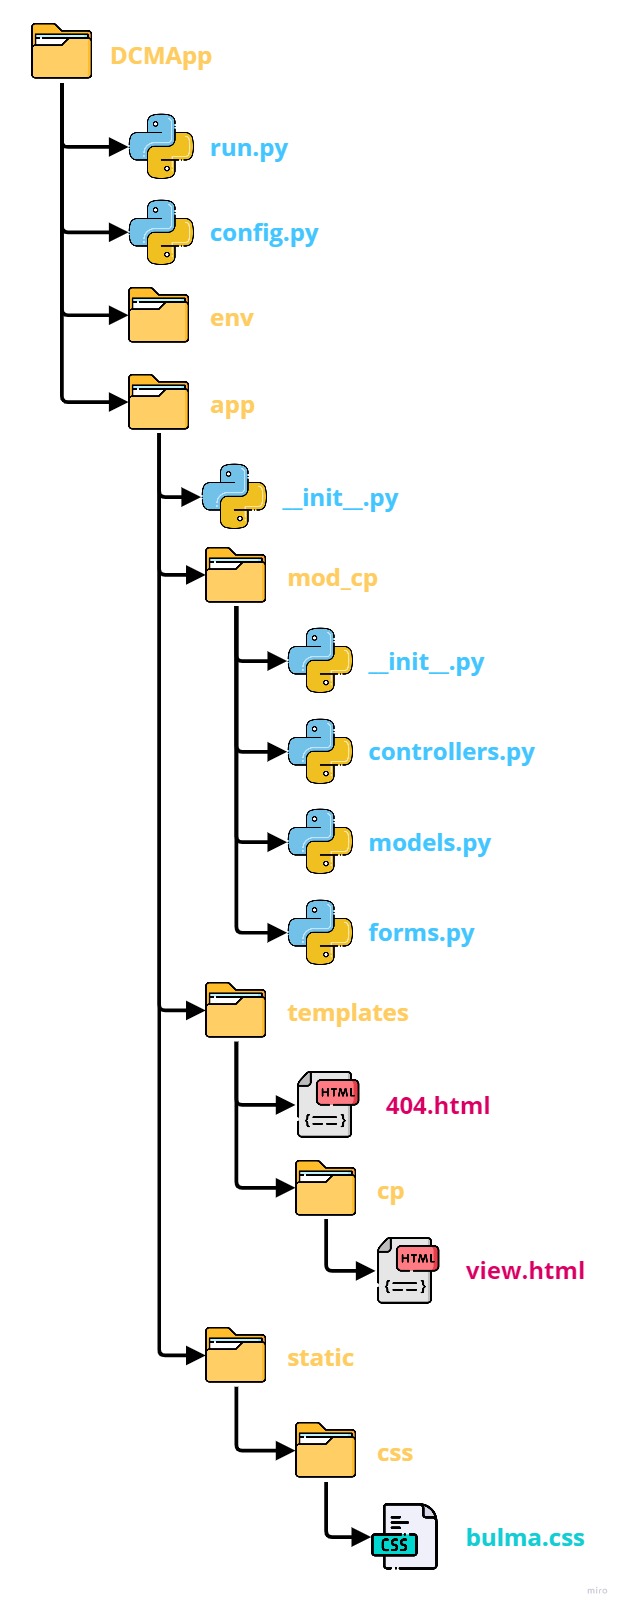 DCMApp
run.py
config.py
env
app
__init__.py
mod_cp
__init__.py
controllers.py
models.py
forms.py
templates
HTML
{==}
404.html
cp
HTML
{==}
view.html
static
css
CSS
bulma.css
miro